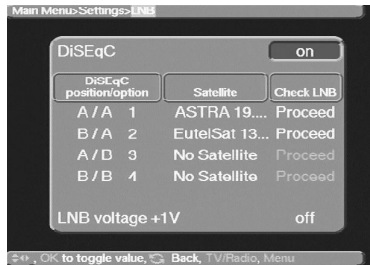 Main Menu>Settings>LNB
DiSEqC on
DiSEqC position/option Satellite Check LNB
A / A 1 ASTRA 19.... Proceed
B / A 2 EutelSat 13... Proceed
A / D 3 No Satellite Proceed
B / B 4 No Satellite Proceed
LNB voltage +1V off
, OK to toggle value, Back, TV/Radio, Menu